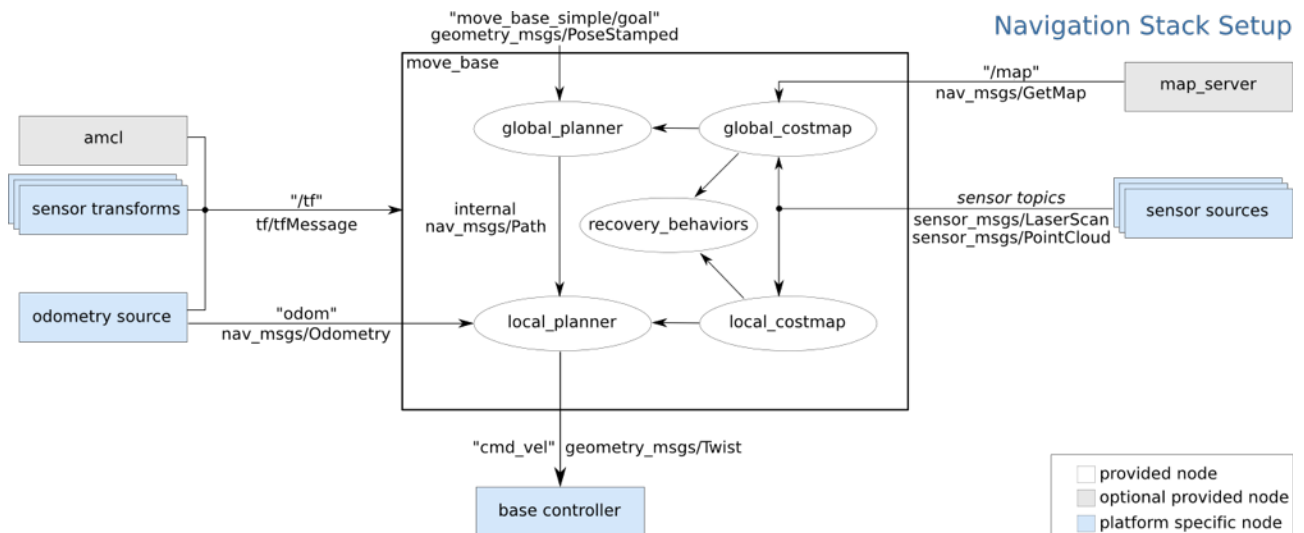 "move_base_simple/goal"
geometry_msgs/PoseStamped
Navigation Stack Setup
move_base
"/map"
nav_msgs/GetMap
map_server
global_planner
global_costmap
amcl
sensor transforms
"/tf"
tf/tfMessage
internal
nav_msgs/Path
recovery_behaviors
sensor topics
sensor_msgs/LaserScan
sensor_msgs/PointCloud
sensor sources
odometry source
"odom"
nav_msgs/Odometry
local_planner
local_costmap
"cmd_vel" geometry_msgs/Twist
base controller
provided node
optional provided node
platform specific node